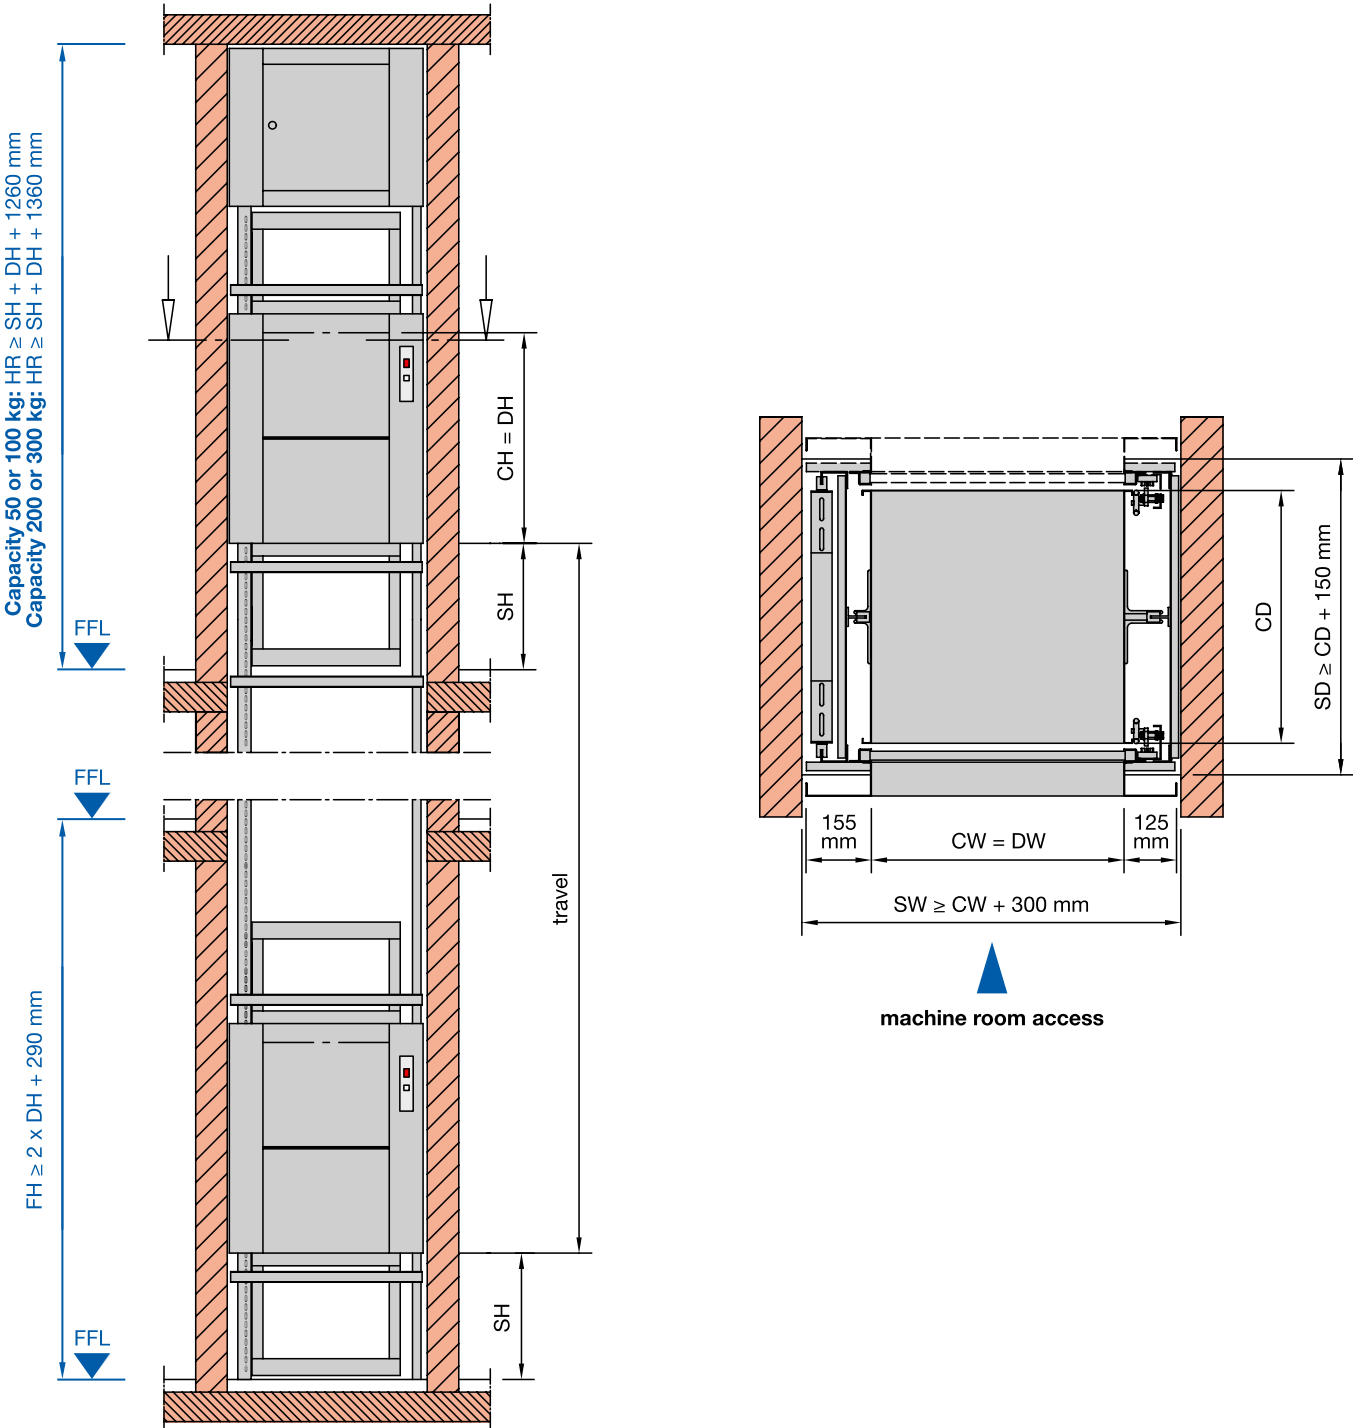 Capacity 50 or 100 kg: HR ≥ SH + DH + 1260 mm
Capacity 200 or 300 kg: HR ≥ SH + DH + 1360 mm
FFL
CH = DH
SH
FFL
travel
FH ≥ 2 x DH + 290 mm
SH
FFL
CD
SD ≥ CD + 150 mm
155
mm
CW = DW
125
mm
SW ≥ CW + 300 mm
machine room access